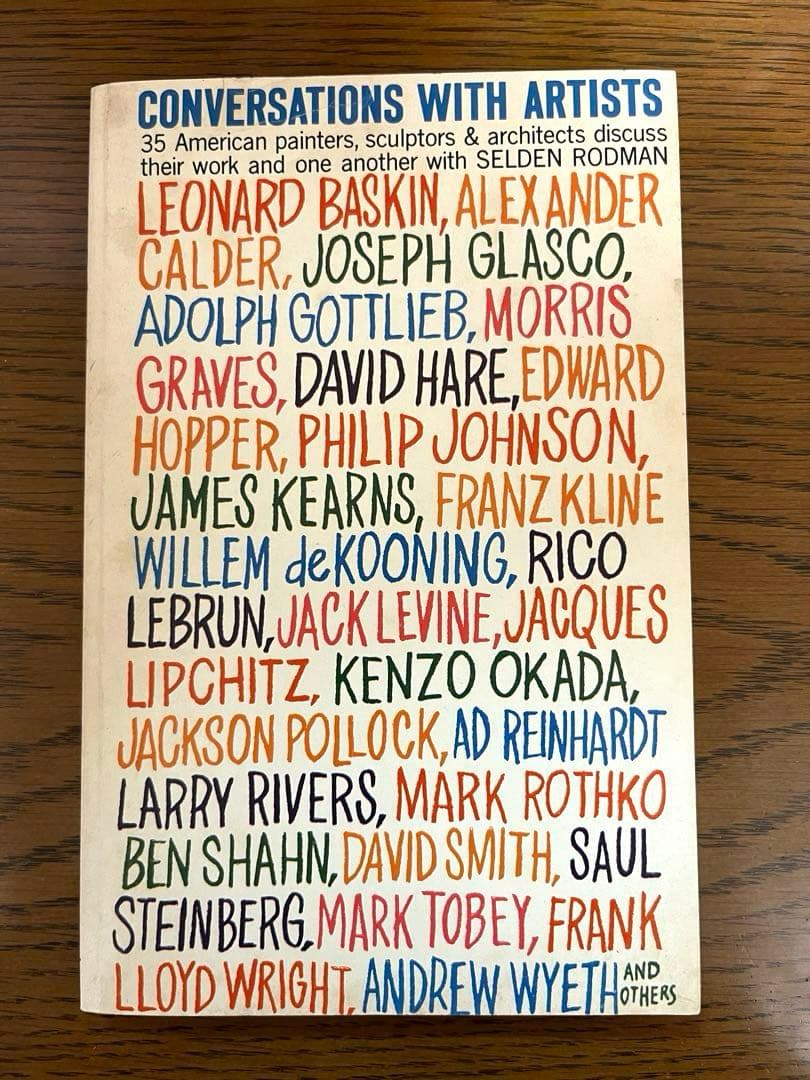 CONVERSATIONS WITH ARTISTS
35 American painters, sculptors & architects discuss
their work and one another with SELDEN RODMAN
LEONARD BASKIN, ALEXANDER
CALDER, JOSEPH GLASCO,
ADOLPH GOTTLIEB, MORRIS
GRAVES, DAVID HARE, EDWARD
HOPPER, PHILIP JOHNSON,
JAMES KEARNS, FRANZ KLINE
WILLEM deKOONING, RICO
LEBRUN, JACK LEVINE, JACQUES
LIPCHITZ, KENZO OKADA,
JACKSON POLLOCK, AD REINHARDT
LARRY RIVERS, MARK ROTHKO
BEN SHAHN, DAVID SMITH, SAUL
STEINBERG, MARK TOBEY, FRANK
LLOYD WRIGHT, ANDREW WYETH AND
OTHERS